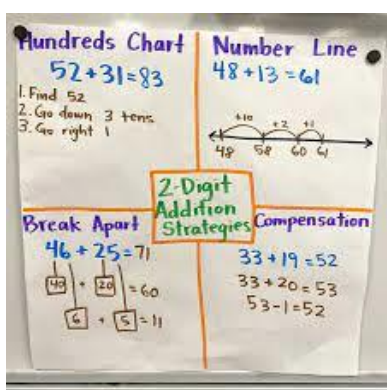 Hundreds Chart
52+31=83
1. Find 52
2. Go down 3 tens
3. Go right 1
Number Line
48+13=61
+10 +2 +1
48 58 60 61
2-Digit
Addition
Strategies
Break Apart
46+25=71
40 + 20 =60
6 + 5 =11
Compensation
33+19=52
33+20=53
53-1=52